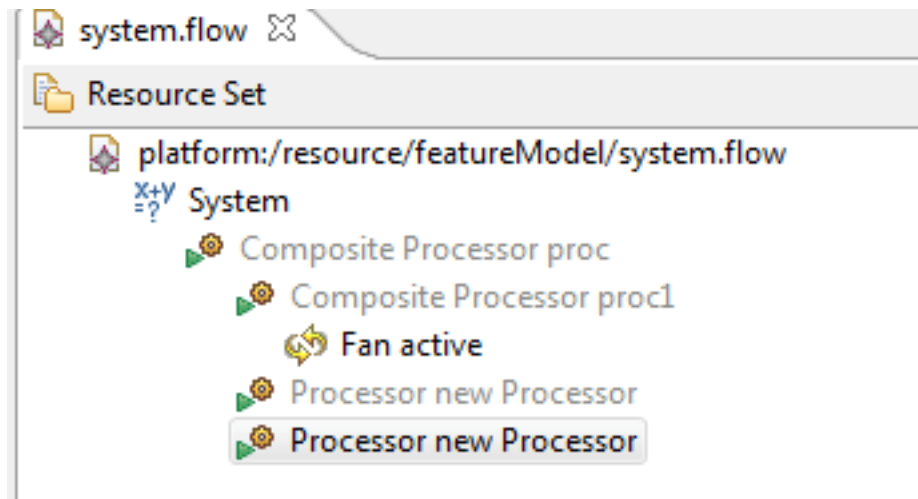 system.flow
Resource Set
platform:/resource/featureModel/system.flow
x+y
=?
System
Composite Processor proc
Composite Processor proc1
Fan active
Processor new Processor
Processor new Processor